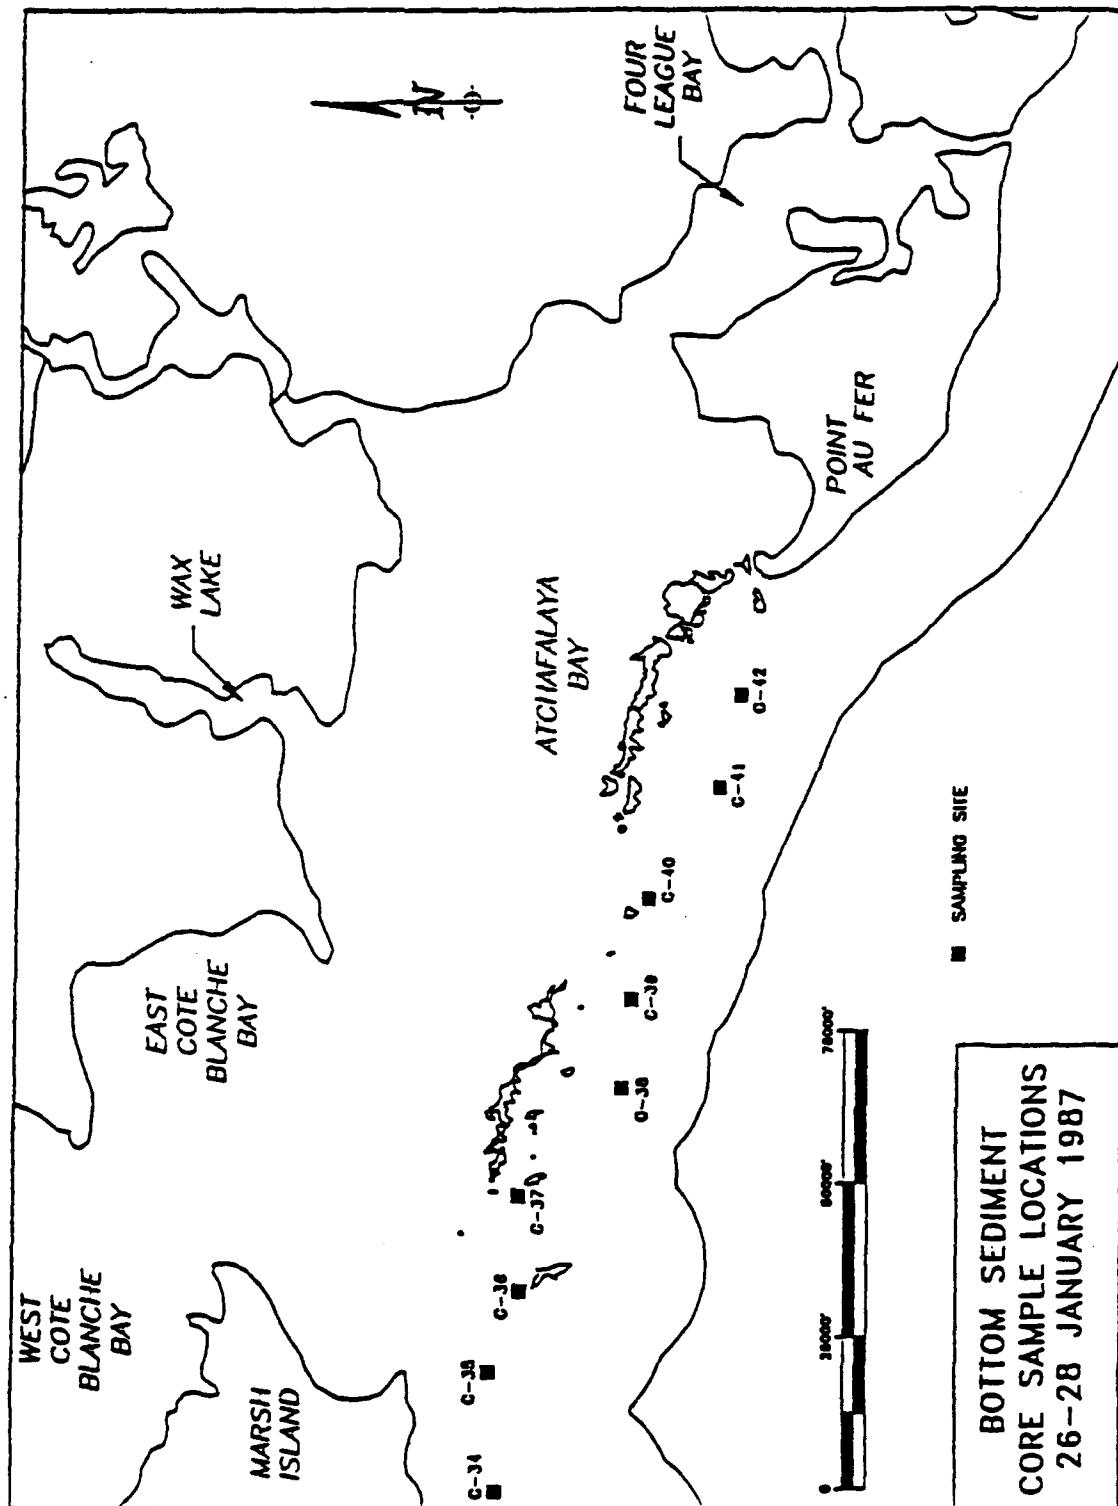 WEST
COTE
BLANCHE
BAY
EAST
COTE
BLANCHE
BAY
WAX
LAKE
N
MARSH
ISLAND
ATCHAFALAYA
BAY
FOUR
LEAGUE
BAY
POINT
AU FER
C-34
C-35
C-36
C-37
C-38
C-39
C-40
C-41
C-42
SAMPLING SITE
0
BOTTOM SEDIMENT
CORE SAMPLE LOCATIONS
26-28 JANUARY 1987